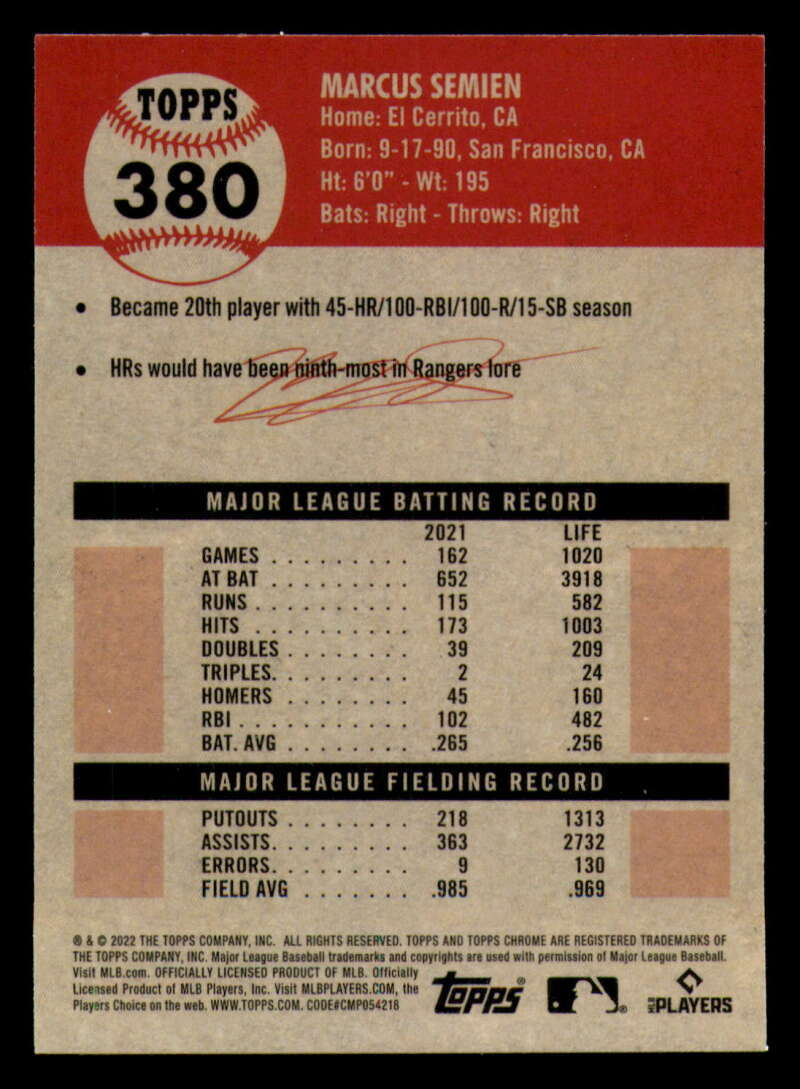 TOPPS
380
MARCUS SEMIEN
Home: El Cerrito, CA
Born: 9-17-90, San Francisco, CA
Ht: 6'0" - Wt: 195
Bats: Right - Throws: Right
• Became 20th player with 45-HR/100-RBI/100-R/15-SB season
• HRs would have been ninth-most in Rangers lore
MAJOR LEAGUE BATTING RECORD
2021 LIFE
GAMES . . . . . . . . . 162 1020
AT BAT . . . . . . . . . 652 3918
RUNS . . . . . . . . . . 115 582
HITS . . . . . . . . . . 173 1003
DOUBLES . . . . . . . . 39 209
TRIPLES. . . . . . . . . 2 24
HOMERS . . . . . . . . 45 160
RBI . . . . . . . . . . . 102 482
BAT. AVG . . . . . . . . .265 .256
MAJOR LEAGUE FIELDING RECORD
PUTOUTS . . . . . . . . 218 1313
ASSISTS. . . . . . . . . 363 2732
ERRORS. . . . . . . . . 9 130
FIELD AVG . . . . . . . .985 .969
® & © 2022 THE TOPPS COMPANY, INC. ALL RIGHTS RESERVED. TOPPS AND TOPPS CHROME ARE REGISTERED TRADEMARKS OF
THE TOPPS COMPANY, INC. Major League Baseball trademarks and copyrights are used with permission of Major League Baseball.
Visit MLB.com. OFFICIALLY LICENSED PRODUCT OF MLB. Officially
Licensed Product of MLB Players, Inc. Visit MLBPLAYERS.COM, the
Players Choice on the web. WWW.TOPPS.COM. CODE#CMP054218
TOPPS®
MLB PLAYERS